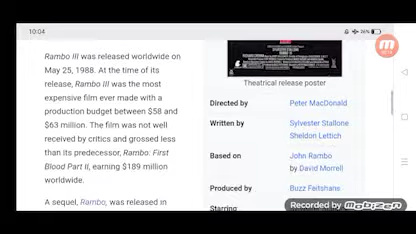 10:04
26%
Rambo III was released worldwide on
May 25, 1988. At the time of its
release, Rambo III was the most
expensive film ever made with a
production budget between $58 and
$63 million. The film was not well
received by critics and grossed less
than its predecessor, Rambo: First
Blood Part II, earning $189 million
worldwide.
A sequel, Rambo, was released in
Theatrical release poster
Directed by
Peter MacDonald
Written by
Sylvester Stallone
Sheldon Lettich
Based on
John Rambo
by David Morrell
Produced by
Buzz Feitshans
Starring
Recorded by
mobizen